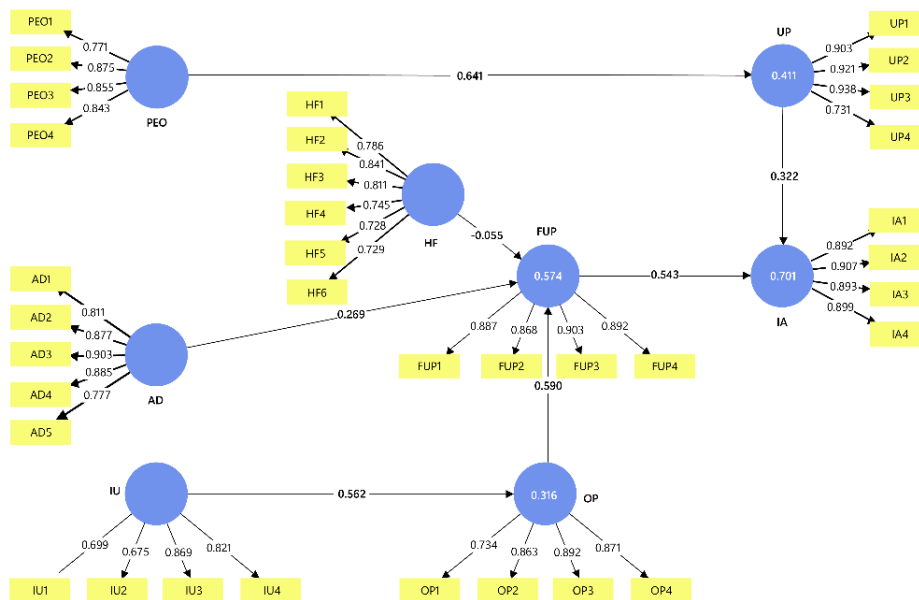 PEO1
PEO2
PEO3
PEO4
0.771
0.875
0.855
0.843
PEO
0.641
UP
0.411
0.903
0.921
0.938
0.731
UP1
UP2
UP3
UP4
HF1
HF2
HF3
HF4
HF5
HF6
0.786
0.841
0.811
0.745
0.728
0.729
HF
-0.055
0.322
FUP
0.574
0.543
0.701
IA
0.892
0.907
0.893
0.899
IA1
IA2
IA3
IA4
AD1
AD2
AD3
AD4
AD5
0.811
0.877
0.903
0.885
0.777
AD
0.269
0.887
0.868
0.903
0.892
FUP1
FUP2
FUP3
FUP4
0.590
IU
0.562
0.316
OP
0.699
0.675
0.869
0.821
IU1
IU2
IU3
IU4
0.734
0.863
0.892
0.871
OP1
OP2
OP3
OP4